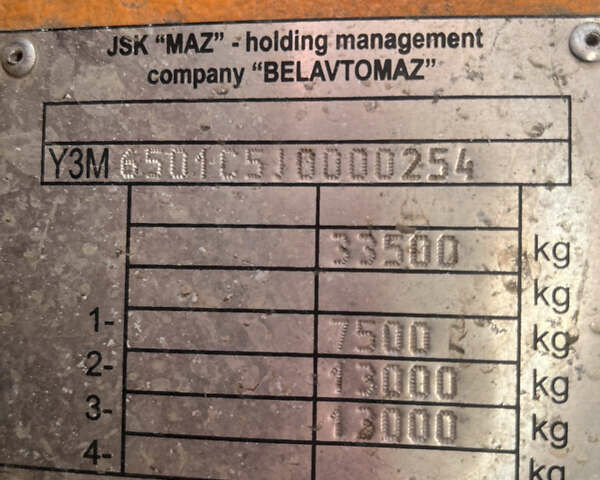 JSK "MAZ" - holding management
company "BELAVTOMAZ"
Y3M 6501C5J0000254
33500 kg
kg
1- 7500 kg
2- 13000 kg
3- 13000 kg
4- kg